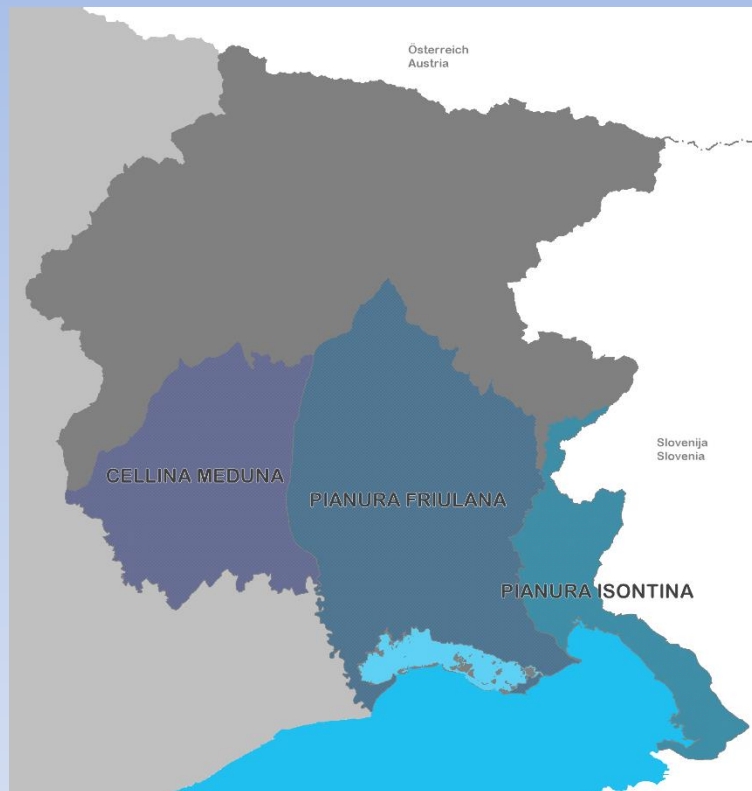 Österreich
Austria
Slovenija
Slovenia
CELLINA MEDUNA
PIANURA FRIULANA
PIANURA ISONTINA